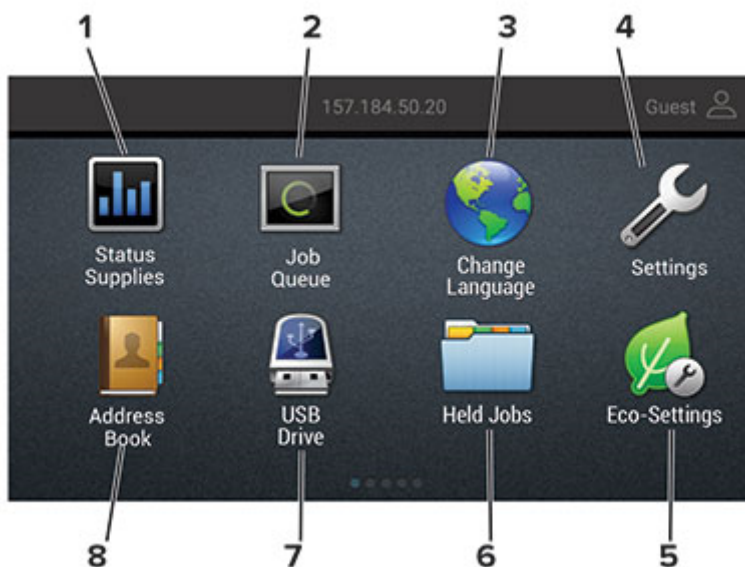 1 2 3 4
157.184.50.20 Guest
Status
Supplies
Job
Queue
Change
Language
Settings
Address
Book
USB
Drive
Held Jobs
Eco-Settings
8 7 6 5